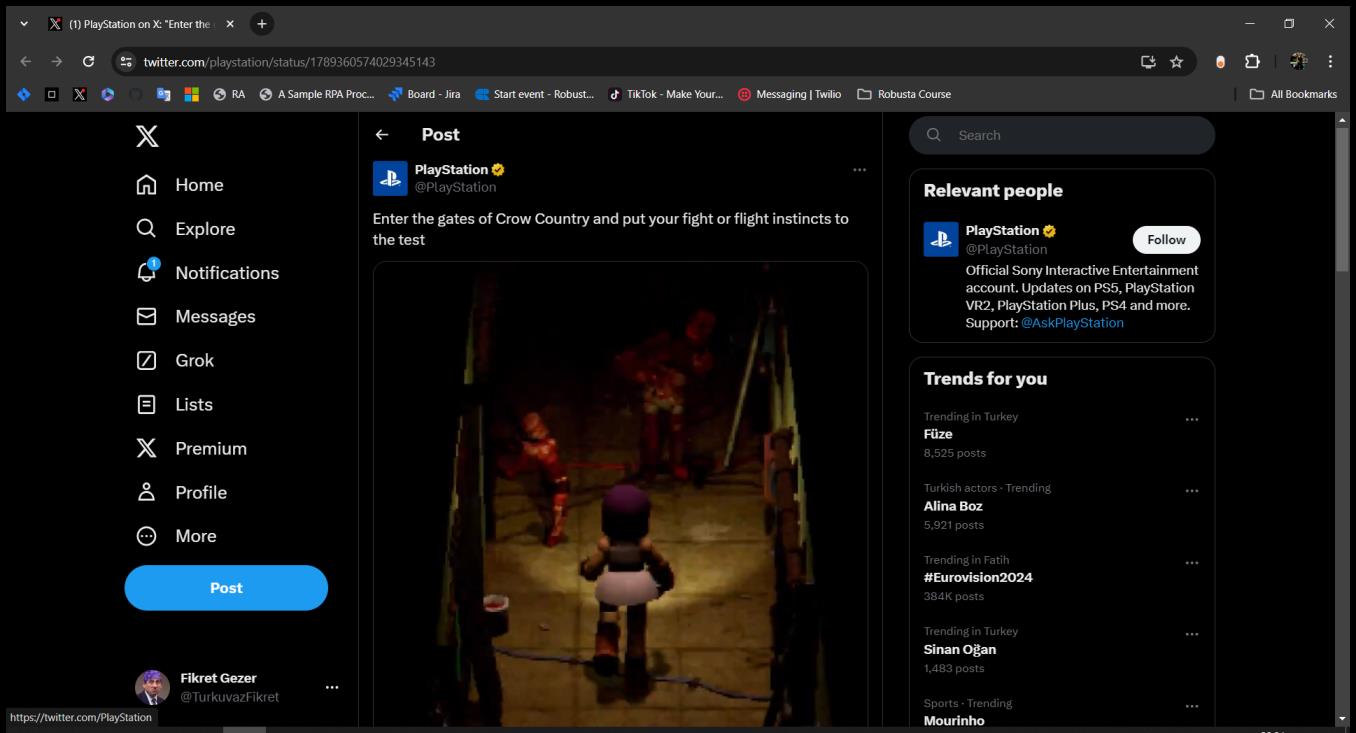 (1) PlayStation on X: "Enter the
twitter.com/playstation/status/1789360574029345143
RA
A Sample RPA Proc...
Board - Jira
Start event - Robust...
TikTok - Make Your...
Messaging | Twilio
Robusta Course
All Bookmarks
Home
Explore
1
Notifications
Messages
Grok
Lists
Premium
Profile
More
Post
Fikret Gezer
@TurkuvazFikret
https://twitter.com/PlayStation
Post
PlayStation
@PlayStation
Enter the gates of Crow Country and put your fight or flight instincts to
the test
Search
Relevant people
PlayStation
@PlayStation
Follow
Official Sony Interactive Entertainment
account. Updates on PS5, PlayStation
VR2, PlayStation Plus, PS4 and more.
Support: @AskPlayStation
Trends for you
Trending in Turkey
Füze
8,525 posts
Turkish actors · Trending
Alina Boz
5,921 posts
Trending in Fatih
#Eurovision2024
384K posts
Trending in Turkey
Sinan Oğan
1,483 posts
Sports · Trending
Mourinho